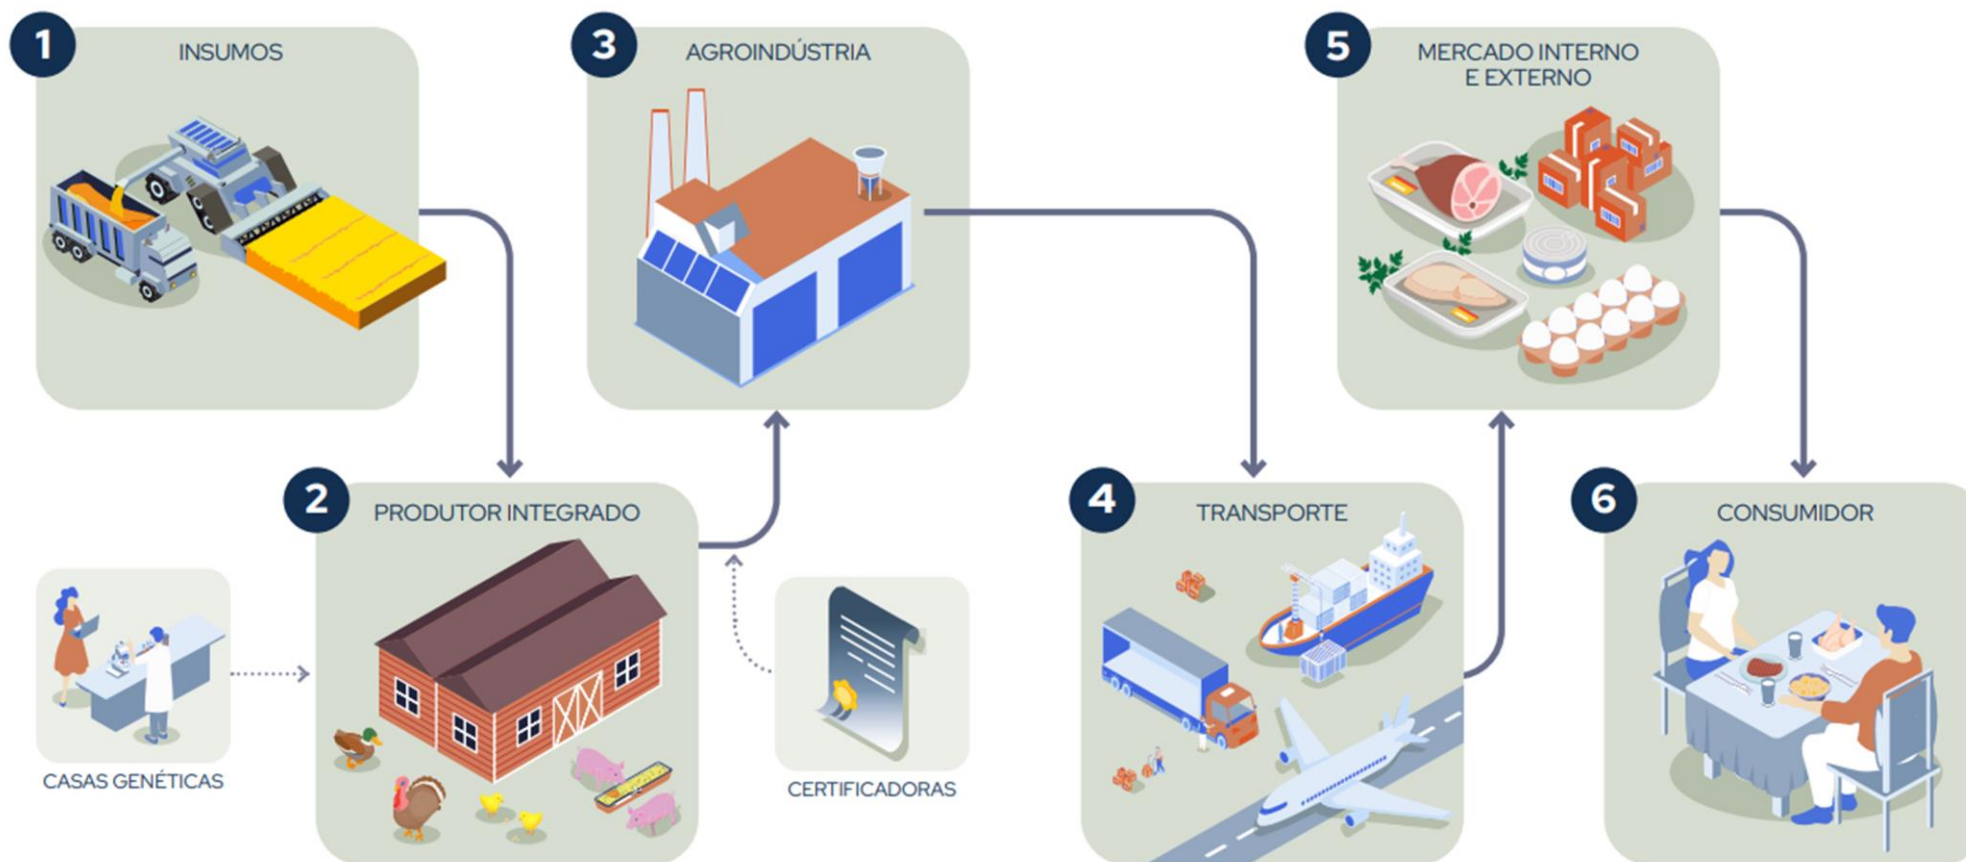 1
INSUMOS
2
PRODUTOR INTEGRADO
CASAS GENÉTICAS
CERTIFICADORAS
3
AGROINDÚSTRIA
4
TRANSPORTE
5
MERCADO INTERNO
E EXTERNO
6
CONSUMIDOR